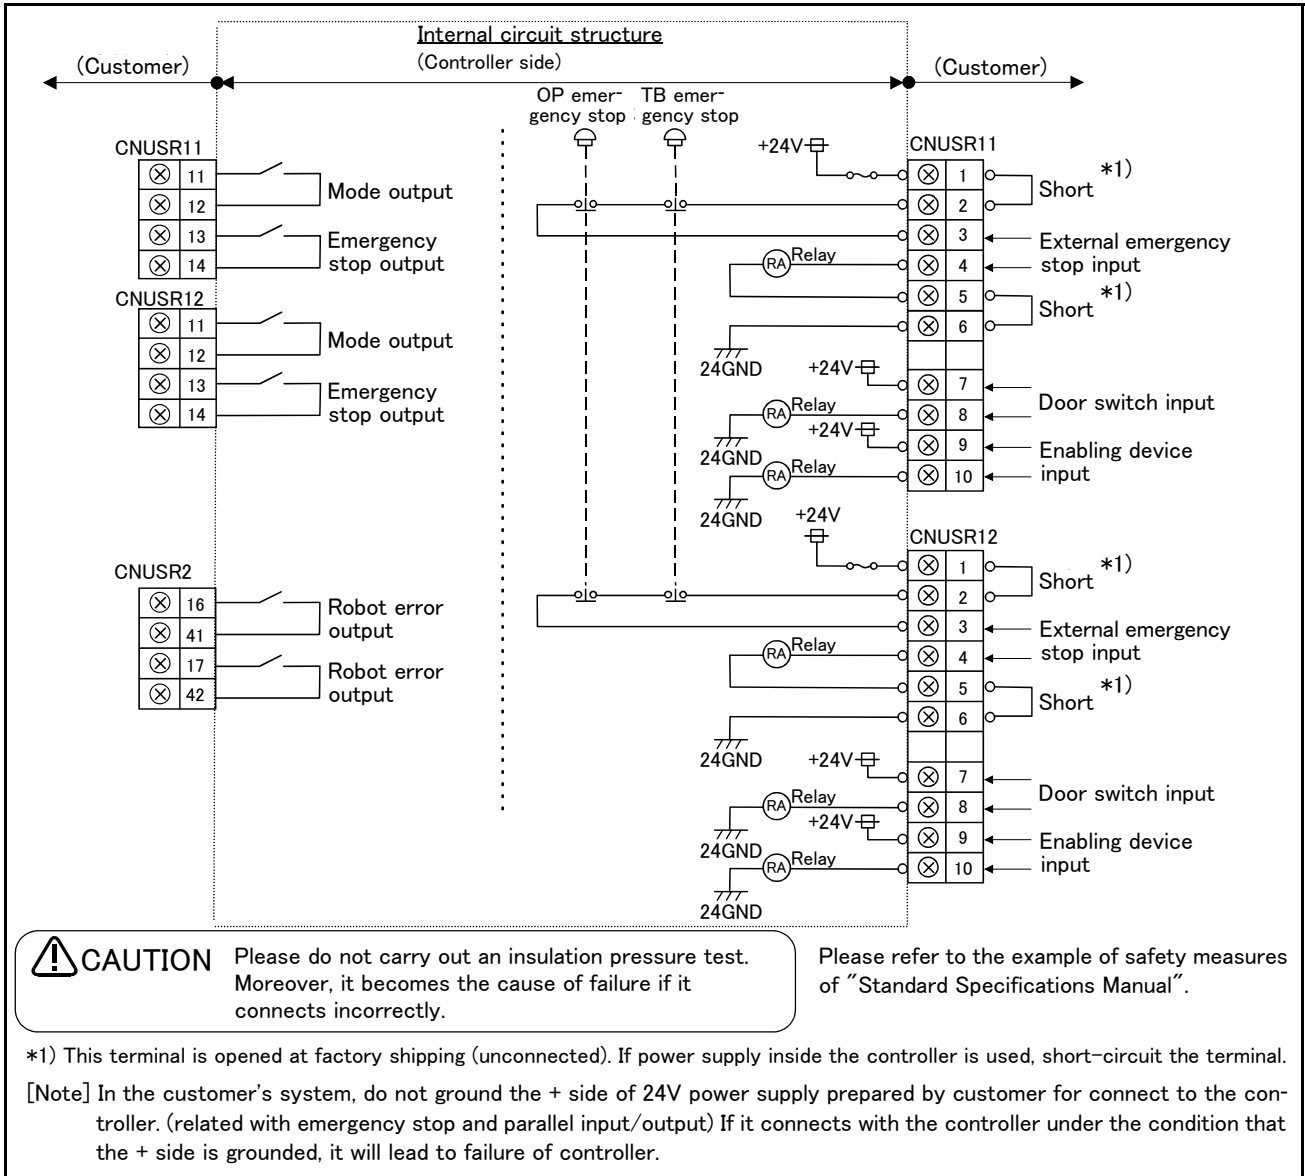 Internal circuit structure
(Customer)
(Controller side)
(Customer)
OP emer-
gency stop
TB emer-
gency stop
CNUSR11
11
12
Mode output
13
14
Emergency
stop output
CNUSR12
11
12
Mode output
13
14
Emergency
stop output
CNUSR2
16
41
Robot error
output
17
42
Robot error
output
+24V
CNUSR11
1
2
Short *1)
3
4
External emergency
stop input
Relay
RA
5
6
Short *1)
24GND
+24V
7
8
Door switch input
RA
Relay
24GND
+24V
9
10
Enabling device
input
RA
Relay
24GND
+24V
CNUSR12
1
2
Short *1)
3
4
External emergency
stop input
RA
Relay
5
6
Short *1)
24GND
+24V
7
8
Door switch input
RA
Relay
24GND
+24V
9
10
Enabling device
input
RA
Relay
24GND
CAUTION
Please do not carry out an insulation pressure test.
Moreover, it becomes the cause of failure if it
connects incorrectly.
Please refer to the example of safety measures
of "Standard Specifications Manual".
*1) This terminal is opened at factory shipping (unconnected). If power supply inside the controller is used, short-circuit the terminal.
[Note] In the customer's system, do not ground the + side of 24V power supply prepared by customer for connect to the con-
troller. (related with emergency stop and parallel input/output) If it connects with the controller under the condition that
the + side is grounded, it will lead to failure of controller.